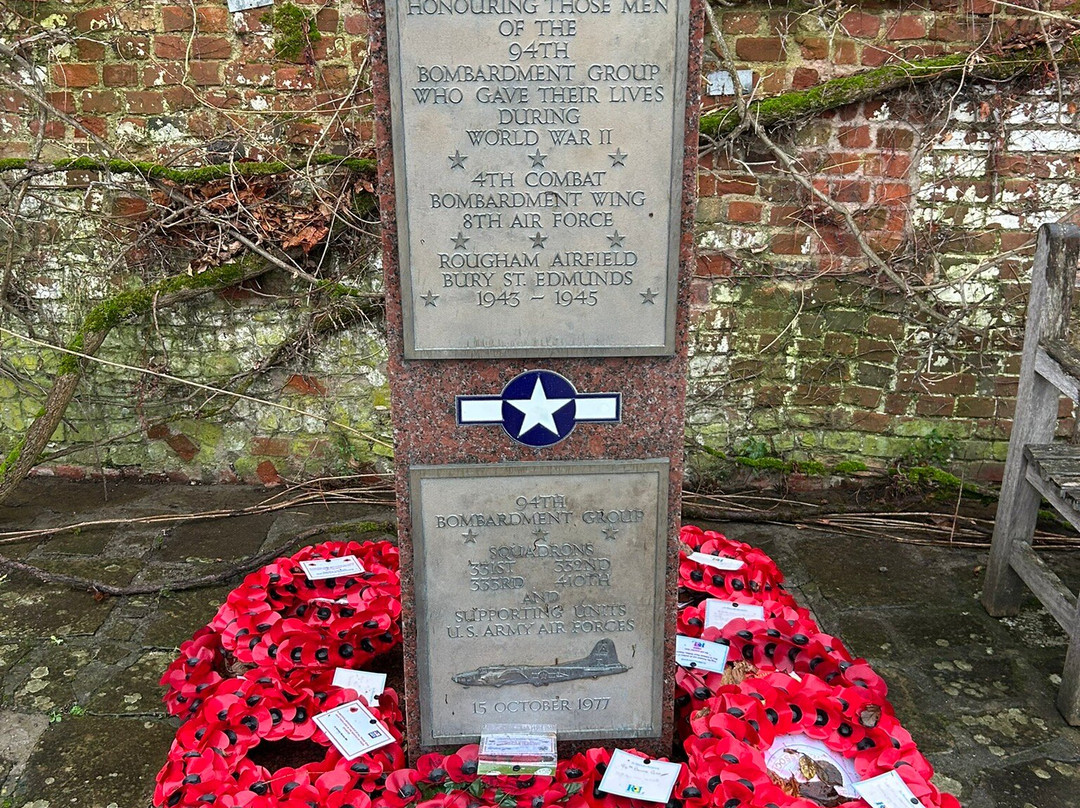 HONOURING THOSE MEN
OF THE
94TH
BOMBARDMENT GROUP
WHO GAVE THEIR LIVES
DURING
WORLD WAR II
4TH COMBAT
BOMBARDMENT WING
8TH AIR FORCE
ROUGHAM AIRFIELD
BURY ST. EDMUNDS
1943 – 1945
94TH
BOMBARDMENT GROUP
SQUADRONS
331ST 332ND
333RD 410TH
AND
SUPPORTING UNITS
U.S. ARMY AIR FORCES
15 OCTOBER 1977